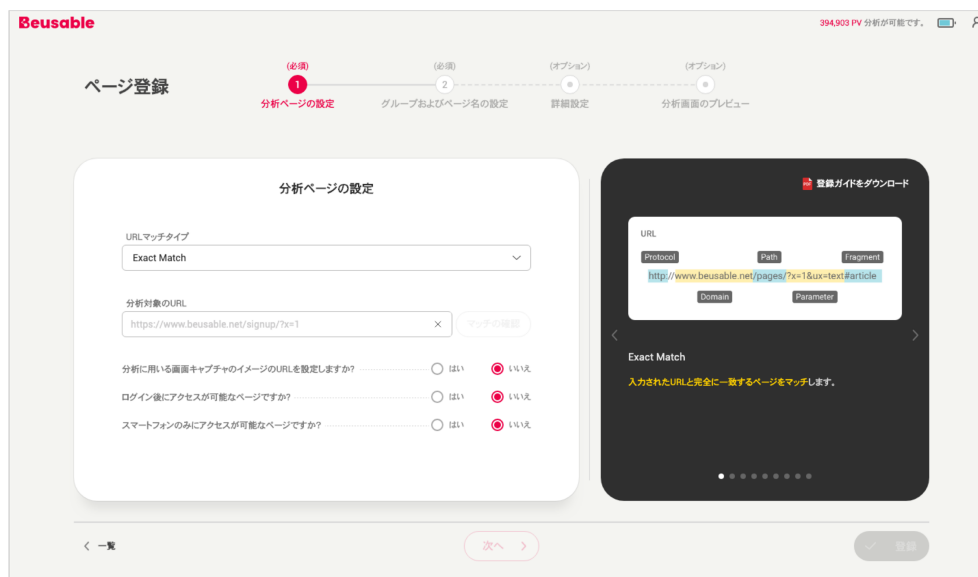 Beusable
394,903 PV 分析が可能です。
ページ登録
(必須)
1
分析ページの設定
(必須)
2
グループおよびページ名の設定
(オプション)
詳細設定
(オプション)
分析画面のプレビュー
分析ページの設定
URLマッチタイプ
Exact Match
分析対象のURL
https://www.beusable.net/signup/?x=1
マッチの確認
分析に用いる画面キャプチャのイメージのURLを設定しますか?
はい
いいえ
ログイン後にアクセスが可能なページですか?
はい
いいえ
スマートフォンのみにアクセスが可能なページですか?
はい
いいえ
PDF 登録ガイドをダウンロード
URL
Protocol
Path
Fragment
http://www.beusable.net/pages/?x=1&ux=text#article
Domain
Parameter
Exact Match
入力されたURLと完全に一致するページをマッチします。
一覧
次へ
登録